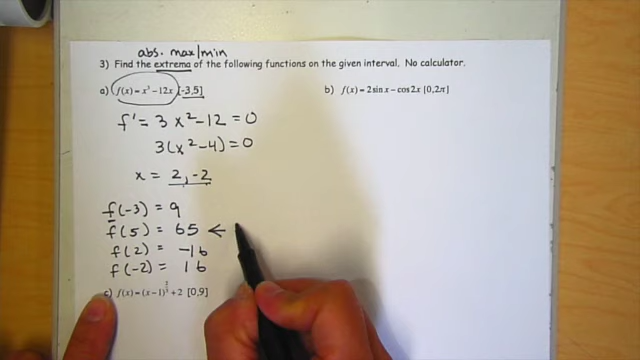 abs. max/min
3) Find the extrema of the following functions on the given interval. No calculator.
a) f(x) = x³ − 12x [-3,5]
b) f(x) = 2sin x − cos 2x [0,2π]
f' = 3x² − 12 = 0
3(x² − 4) = 0
x = 2, -2
f(-3) = 9
f(5) = 65 ←
f(2) = -16
f(-2) = 16
c) f(x) = (x − 1)^(2/3) + 2 [0,9]